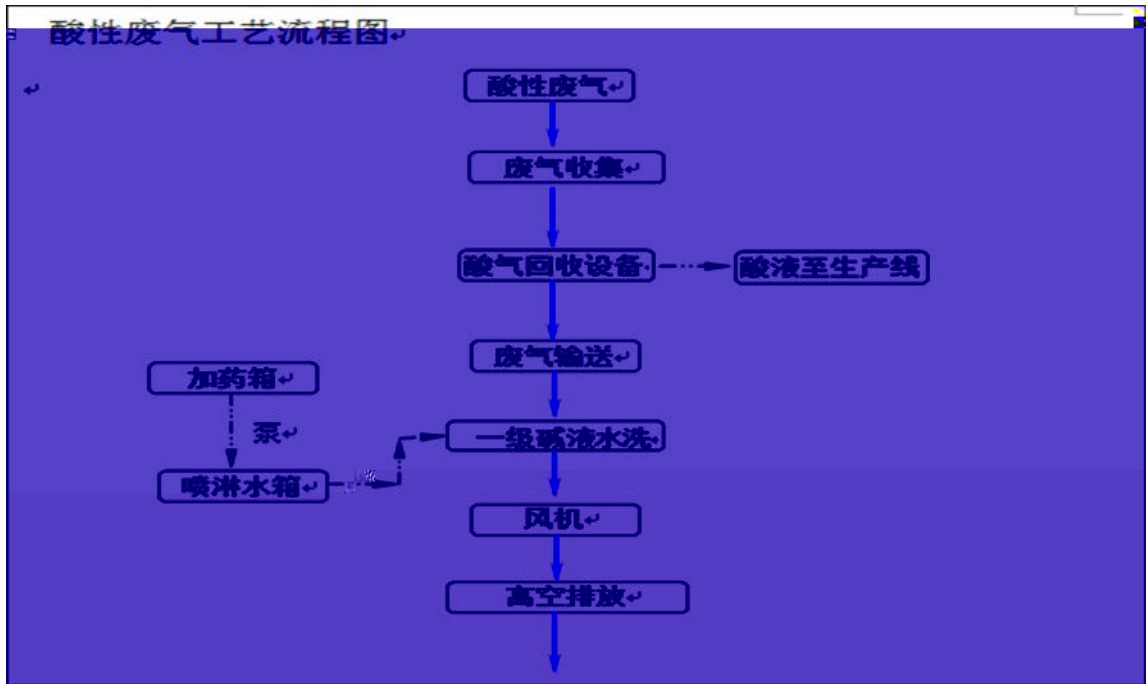 酸性废气工艺流程图
酸性废气
废气收集
酸气回收设备
酸液至生产线
废气输送
加药箱
泵
一级碱液水洗
喷淋水箱
风机
高空排放